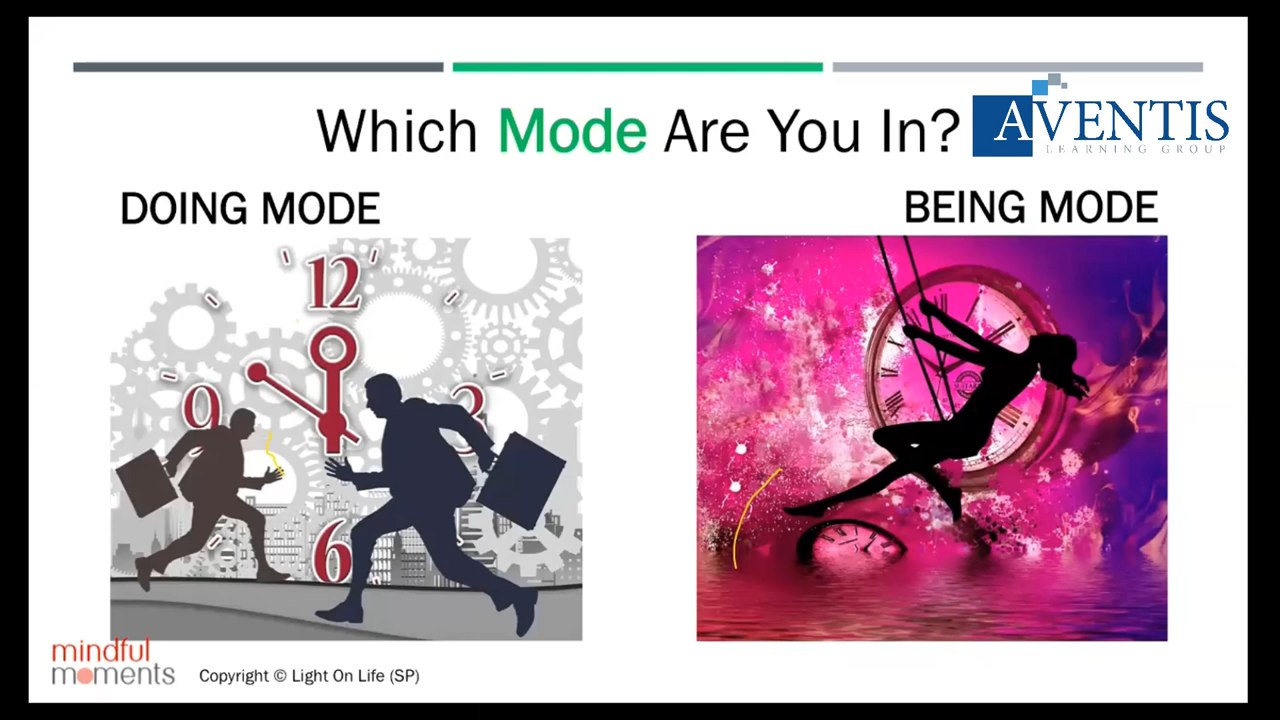 Which Mode Are You In?
AVENTIS
LEARNING GROUP
DOING MODE
BEING MODE
12
9
3
6
mindful
moments
Copyright © Light On Life (SP)